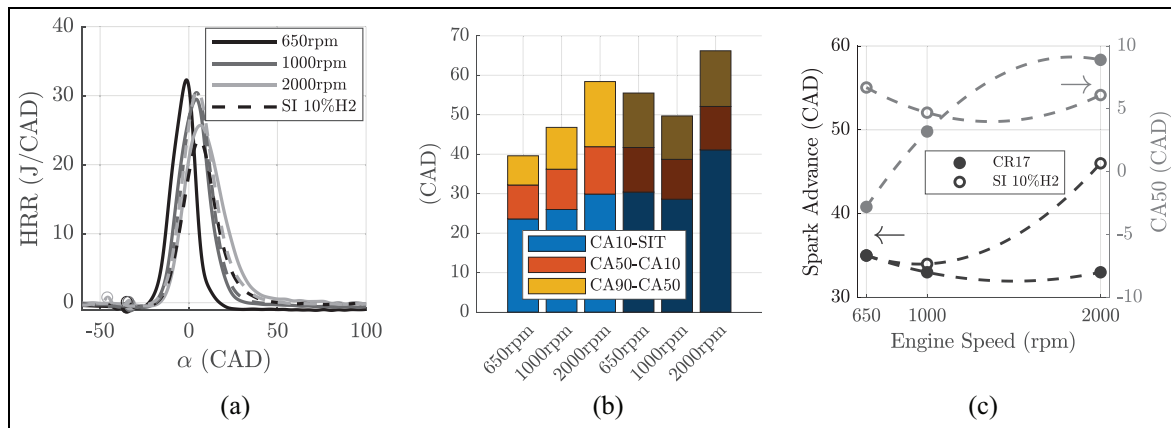 40
30
20
10
0
-50
0
50
100
HRR (J/CAD)
α (CAD)
650rpm
1000rpm
2000rpm
SI 10%H2
(a)
70
60
50
40
30
20
10
0
(CAD)
CA10-SIT
CA50-CA10
CA90-CA50
650rpm
1000rpm
2000rpm
650rpm
1000rpm
2000rpm
(b)
60
50
40
30
Spark Advance (CAD)
10
5
0
-5
-10
CA50 (CAD)
CR17
SI 10%H2
650
1000
2000
Engine Speed (rpm)
(c)